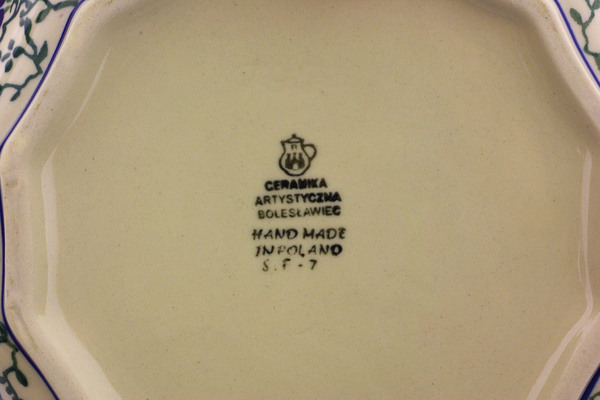 CERAMIKA
ARTYSTYCZNA
BOLESŁAWIEC
HAND MADE
IN POLAND
S.F-7